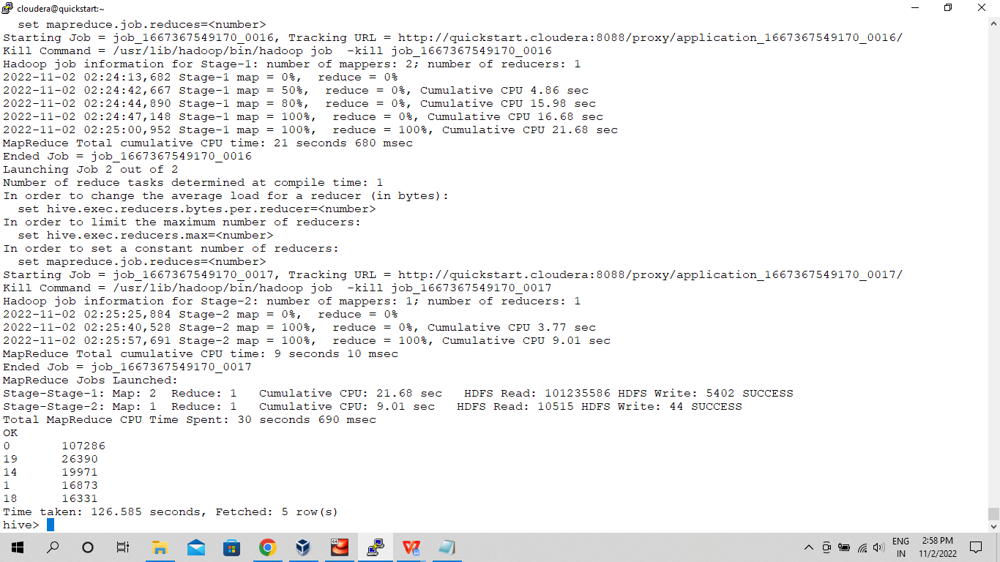 cloudera@quickstart:~
  set mapreduce.job.reduces=<number>
Starting Job = job_1667367549170_0016, Tracking URL = http://quickstart.cloudera:8088/proxy/application_1667367549170_0016/
Kill Command = /usr/lib/hadoop/bin/hadoop job  -kill job_1667367549170_0016
Hadoop job information for Stage-1: number of mappers: 2; number of reducers: 1
2022-11-02 02:24:13,682 Stage-1 map = 0%,  reduce = 0%
2022-11-02 02:24:42,667 Stage-1 map = 50%,  reduce = 0%, Cumulative CPU 4.86 sec
2022-11-02 02:24:44,890 Stage-1 map = 80%,  reduce = 0%, Cumulative CPU 15.98 sec
2022-11-02 02:24:47,148 Stage-1 map = 100%,  reduce = 0%, Cumulative CPU 16.68 sec
2022-11-02 02:25:00,952 Stage-1 map = 100%,  reduce = 100%, Cumulative CPU 21.68 sec
MapReduce Total cumulative CPU time: 21 seconds 680 msec
Ended Job = job_1667367549170_0016
Launching Job 2 out of 2
Number of reduce tasks determined at compile time: 1
In order to change the average load for a reducer (in bytes):
  set hive.exec.reducers.bytes.per.reducer=<number>
In order to limit the maximum number of reducers:
  set hive.exec.reducers.max=<number>
In order to set a constant number of reducers:
  set mapreduce.job.reduces=<number>
Starting Job = job_1667367549170_0017, Tracking URL = http://quickstart.cloudera:8088/proxy/application_1667367549170_0017/
Kill Command = /usr/lib/hadoop/bin/hadoop job  -kill job_1667367549170_0017
Hadoop job information for Stage-2: number of mappers: 1; number of reducers: 1
2022-11-02 02:25:25,884 Stage-2 map = 0%,  reduce = 0%
2022-11-02 02:25:40,528 Stage-2 map = 100%,  reduce = 0%, Cumulative CPU 3.77 sec
2022-11-02 02:25:57,691 Stage-2 map = 100%,  reduce = 100%, Cumulative CPU 9.01 sec
MapReduce Total cumulative CPU time: 9 seconds 10 msec
Ended Job = job_1667367549170_0017
MapReduce Jobs Launched:
Stage-Stage-1: Map: 2  Reduce: 1   Cumulative CPU: 21.68 sec   HDFS Read: 101235586 HDFS Write: 5402 SUCCESS
Stage-Stage-2: Map: 1  Reduce: 1   Cumulative CPU: 9.01 sec   HDFS Read: 10515 HDFS Write: 44 SUCCESS
Total MapReduce CPU Time Spent: 30 seconds 690 msec
OK
0       107286
19      26390
14      19971
1       16873
18      16331
Time taken: 126.585 seconds, Fetched: 5 row(s)
hive>
ENG
IN
2:58 PM
11/2/2022